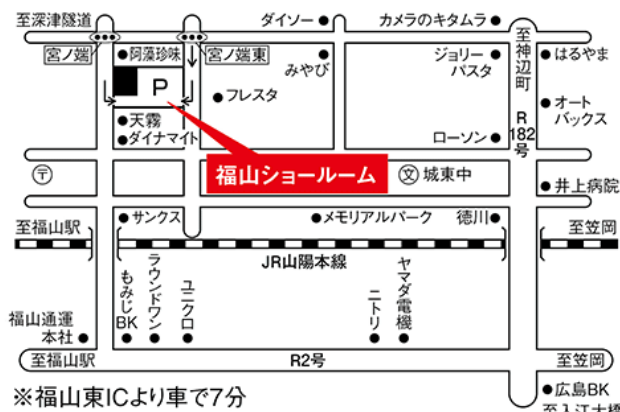 至深津隧道
ダイソー
カメラのキタムラ
宮ノ端
阿藻珍味
宮ノ端東
みやび
ジョリー
パスタ
至神辺町
R
182
号
はるやま
P
フレスタ
オート
バックス
天霧
ダイナマイト
ローソン
福山ショールーム
〒
文
城東中
井上病院
サンクス
メモリアルパーク
徳川
至福山駅
至笠岡
JR山陽本線
もみじ
BK
ラウンドワン
ユニクロ
ニトリ
ヤマダ電機
福山通運
本社
至福山駅
R2号
至笠岡
※福山東ICより車で7分
広島BK
至入江大橋